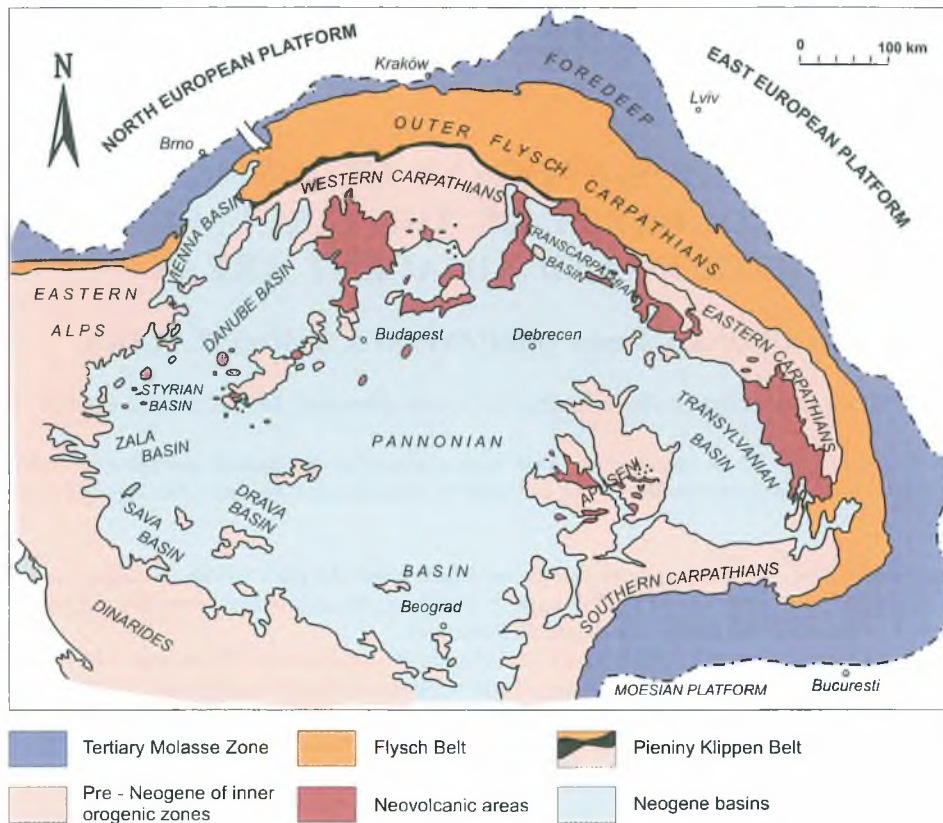 NORTH EUROPEAN PLATFORM
EAST EUROPEAN PLATFORM
0 100 km
N
Kraków
FOREDEEP
Lviv
Brno
OUTER FLYSCH CARPATHIANS
WESTERN CARPATHIANS
VIENNA BASIN
TRANSCARPATHIAN
BASIN
EASTERN
ALPS
DANUBE BASIN
EASTERN CARPATHIANS
Budapest
Debrecen
STYRIAN
BASIN
TRANSYLVANIAN
BASIN
ZALA
BASIN
PANNONIAN
APUSENI
DRAVA
BASIN
SAVA
BASIN
BASIN
Beograd
SOUTHERN CARPATHIANS
DINARIDES
MOESIAN PLATFORM
Bucuresti
Tertiary Molasse Zone
Flysch Belt
Pieniny Klippen Belt
Pre - Neogene of inner
orogenic zones
Neovolcanic areas
Neogene basins